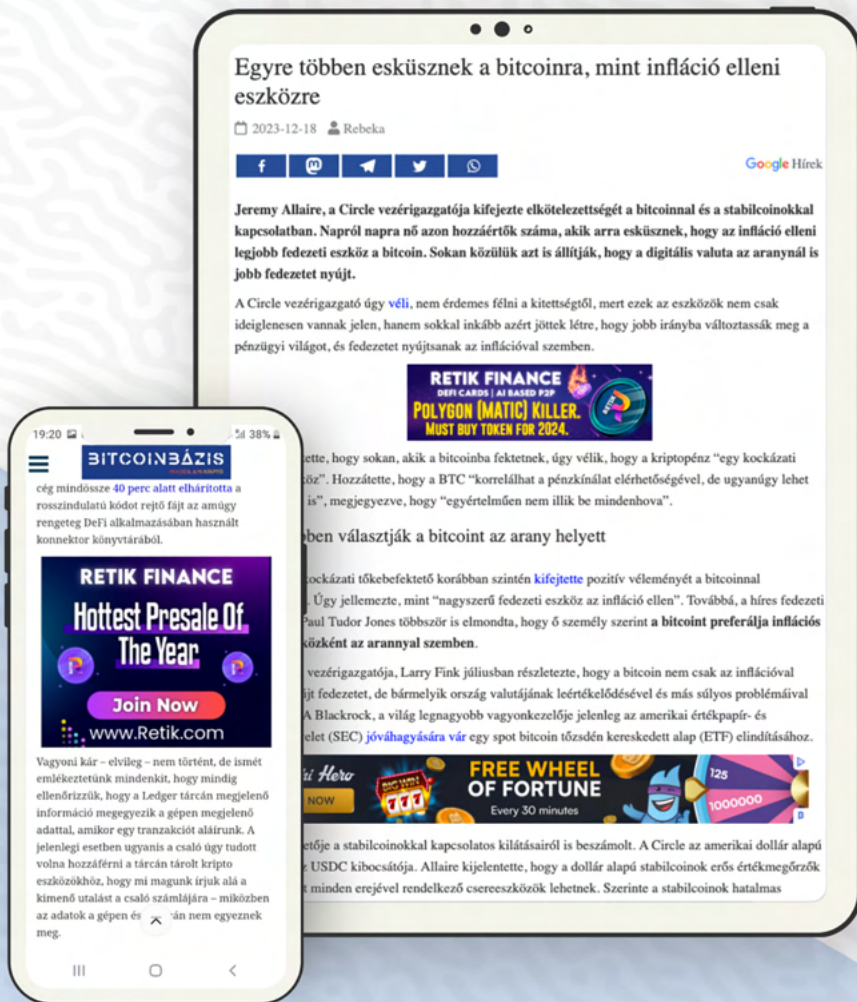 Egyre többen esküsznek a bitcoinra, mint infláció elleni
eszközre
2023-12-18 Rebeka
Google Hírek
Jeremy Allaire, a Circle vezérigazgatója kifejezte elkötelezettségét a bitcoinnal és a stabilcoinokkal
kapcsolatban. Napról napra nő azon hozzáértők száma, akik arra esküsznek, hogy az infláció elleni
legjobb fedezeti eszköz a bitcoin. Sokan közülük azt is állítják, hogy a digitális valuta az aranynál is
jobb fedezetet nyújt.
A Circle vezérigazgató úgy véli, nem érdemes félni a kitettségtől, mert ezek az eszközök nem csak
ideiglenesen vannak jelen, hanem sokkal inkább azért jöttek létre, hogy jobb irányba változtassák meg a
pénzügyi világot, és fedezetet nyújtsanak az inflációval szemben.
RETIK FINANCE
DEFI CARDS | AI BASED P2P
POLYGON (MATIC) KILLER.
MUST BUY TOKEN FOR 2024.
tette, hogy sokan, akik a bitcoinba fektetnek, úgy vélik, hogy a kriptopénz “egy kockázati
köz”. Hozzátette, hogy a BTC “korrelálhat a pénzkínálat elérhetőségével, de ugyanúgy lehet
is”, megjegyezve, hogy “egyértelműen nem illik be mindenhova”.
ben választják a bitcoint az arany helyett
kockázati tőkebefektető korábban szintén kifejtette pozitív véleményét a bitcoinnal
. Úgy jellemezte, mint “nagyszerű fedezeti eszköz az infláció ellen”. Továbbá, a híres fedezeti
Paul Tudor Jones többször is elmondta, hogy ő személy szerint a bitcoint preferálja inflációs
közként az arannyal szemben.
vezérigazgatója, Larry Fink júliusban részletezte, hogy a bitcoin nem csak az inflációval
újt fedezetet, de bármelyik ország valutájának leértékelődésével és más súlyos problémáival
A Blackrock, a világ legnagyobb vagyonkezelője jelenleg az amerikai értékpapír- és
elet (SEC) jóváhagyására vár egy spot bitcoin tőzsdén kereskedett alap (ETF) elindításához.
Hero
NOW
BIG WIN
777
FREE WHEEL
OF FORTUNE
Every 30 minutes
125
1000000
etője a stabilcoinokkal kapcsolatos kilátásairól is beszámolt. A Circle az amerikai dollár alapú
USDC kibocsátója. Allaire kijelentette, hogy a dollár alapú stabilcoinok erős értékmegőrzők
t minden erejével rendelkező csereeszközök lehetnek. Szerinte a stabilcoinok hatalmas
19:20 38%
BITCOINBÁZIS
cég mindössze 40 perc alatt elhárította a
rosszindulatú kódot rejtő fájt az amúgy
rengeteg DeFi alkalmazásában használt
konnektor könyvtárából.
RETIK FINANCE
Hottest Presale Of
The Year
Join Now
www.Retik.com
Vagyoni kár – elvileg – nem történt, de ismét
emlékeztetünk mindenkit, hogy mindig
ellenőrizzük, hogy a Ledger tárcán megjelenő
információ megegyezik a gépen megjelenő
adattal, amikor egy tranzakciót aláírunk. A
jelenlegi esetben ugyanis a csaló úgy tudott
volna hozzáférni a tárcán tárolt kripto
eszközökhöz, hogy mi magunk írjuk alá a
kimenő utalást a csaló számlájára – miközben
az adatok a gépen és án nem egyeznek
meg.